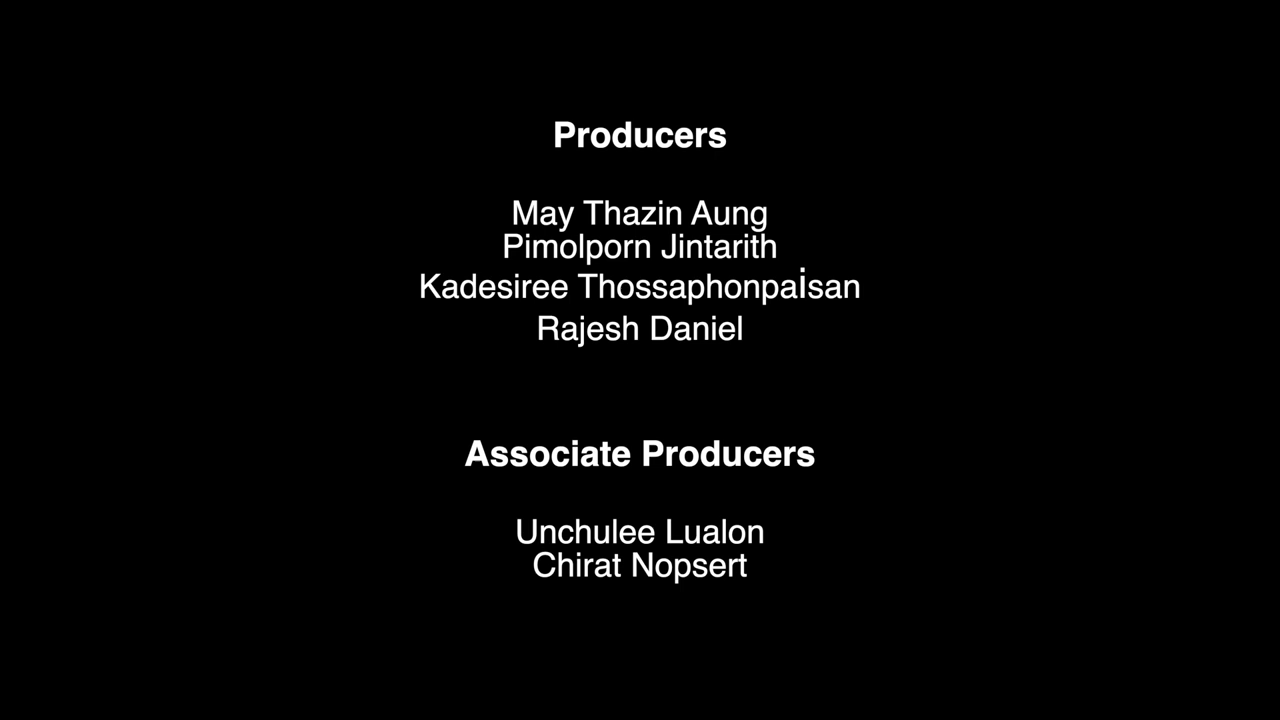 Producers
May Thazin Aung
Pimolporn Jintarith
Kadesiree Thossaphonpaisan
Rajesh Daniel
Associate Producers
Unchulee Lualon
Chirat Nopsert